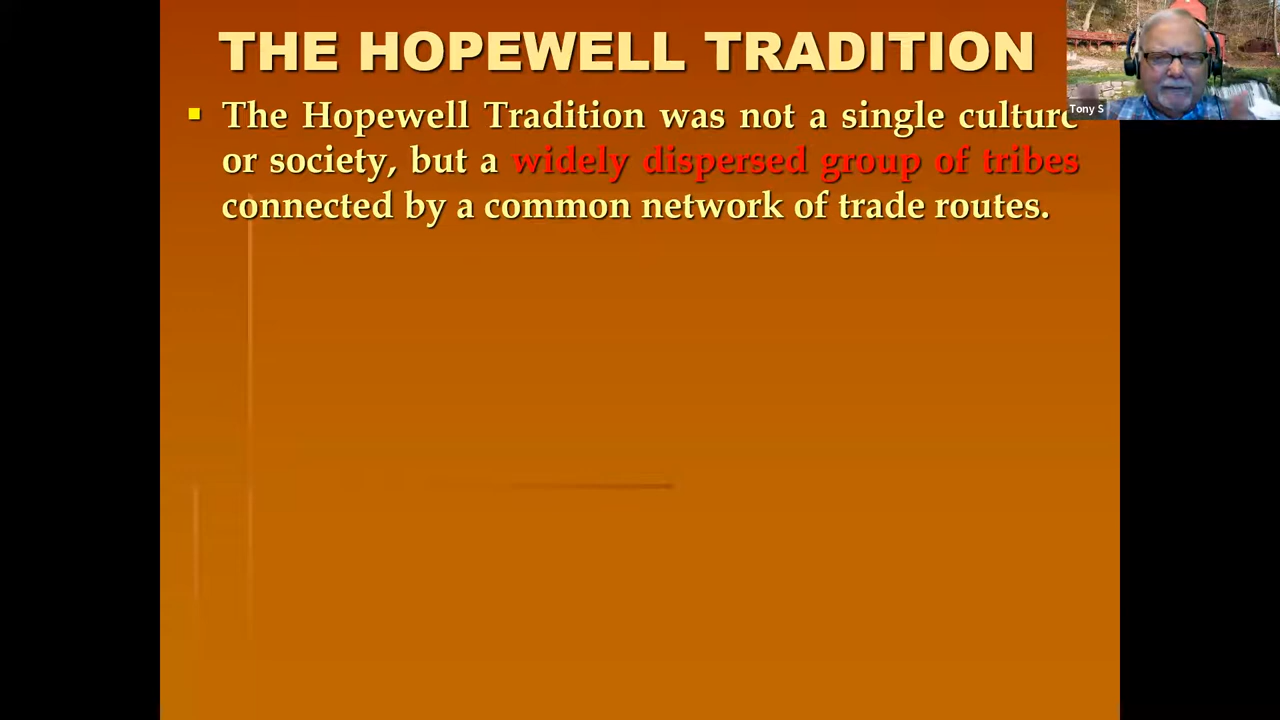 THE HOPEWELL TRADITION
▪ The Hopewell Tradition was not a single culture
or society, but a widely dispersed group of tribes
connected by a common network of trade routes.
Tony S